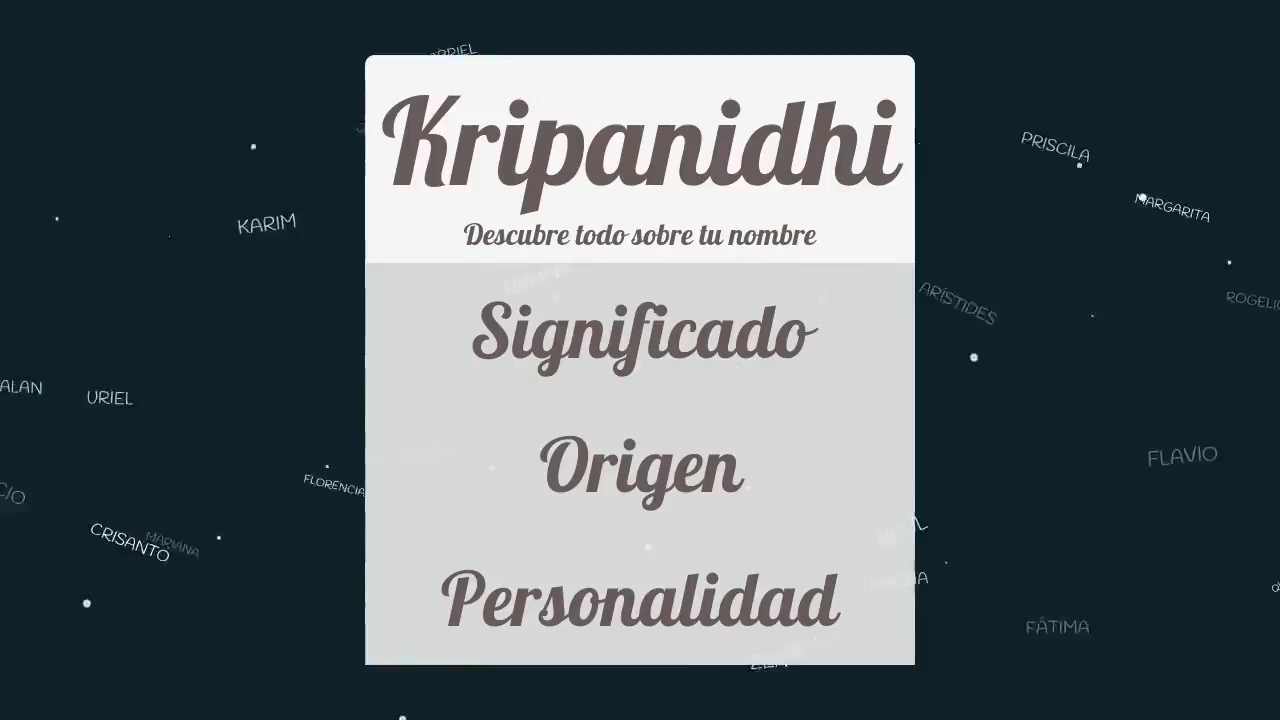 Kripanidhi
Descubre todo sobre tu nombre
Significado
Origen
Personalidad
PRISCILA
MARGARITA
KARIM
ARÍSTIDES
ALAN
URIEL
FLAVIO
FLORENCIA
CRISANTO
MARIANA
FÁTIMA